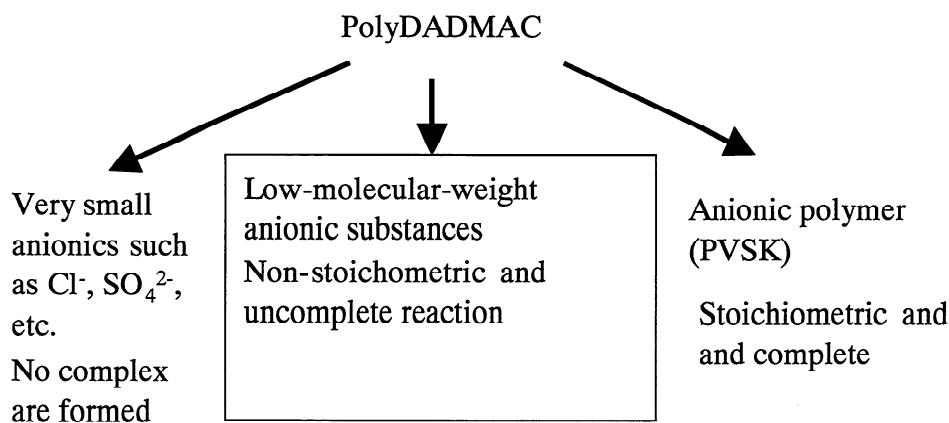 PolyDADMAC
Very small
anionics such
as Cl⁻, SO₄²⁻,
etc.
No complex
are formed
Low-molecular-weight
anionic substances
Non-stoichometric and
uncomplete reaction
Anionic polymer
(PVSK)
Stoichiometric and
and complete